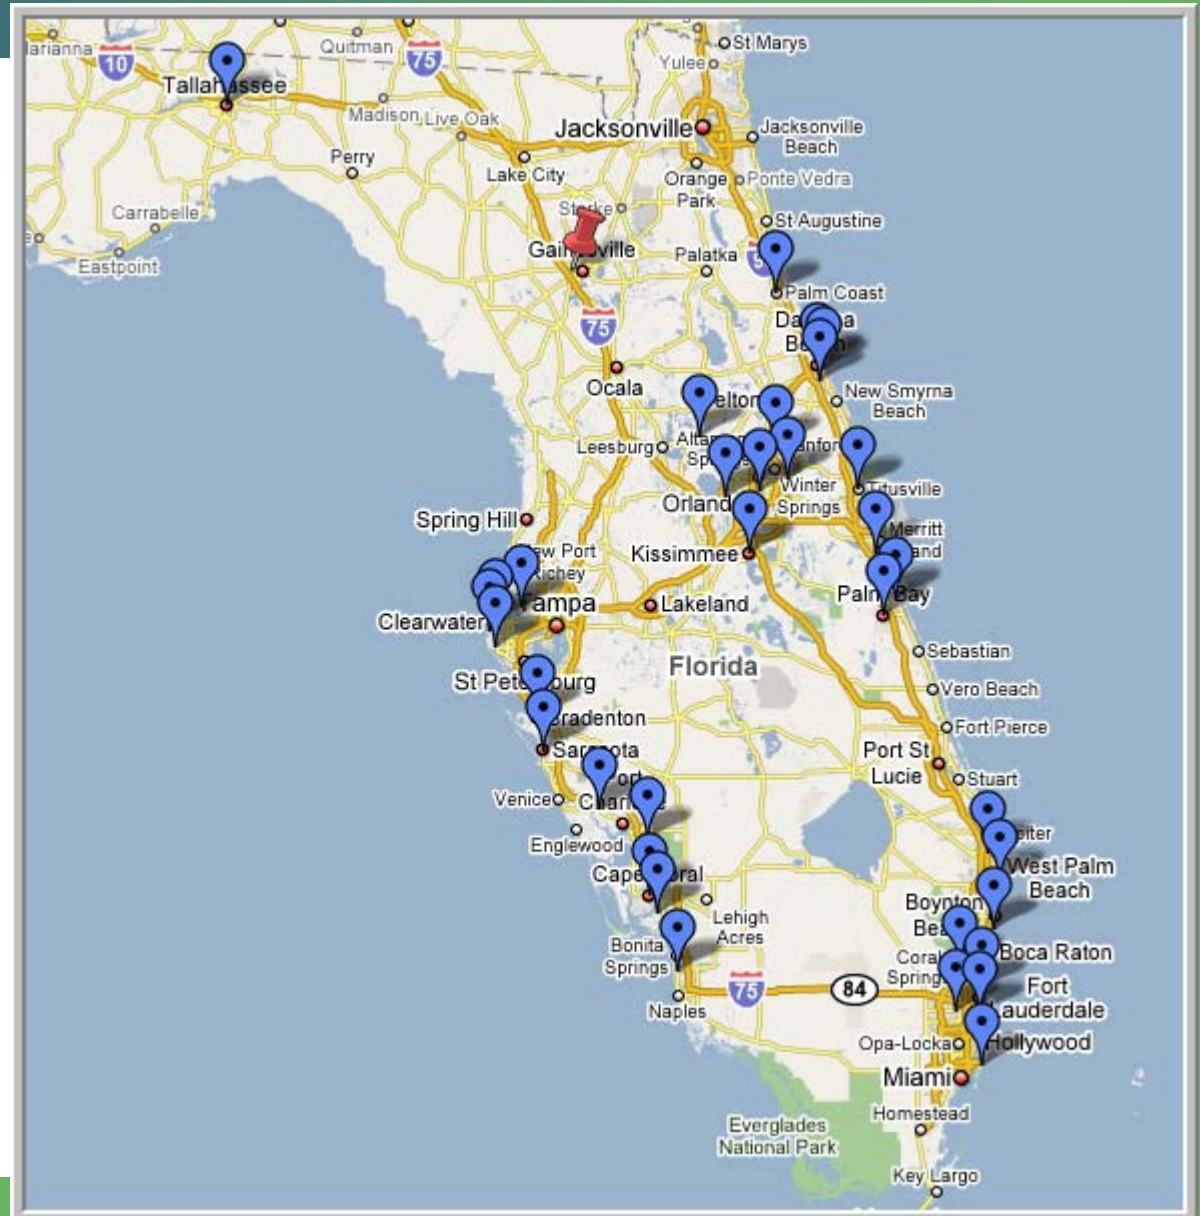 St Marys
Quitman
10
75
Yulee
Tallahassee
Madison
Live Oak
Jacksonville
Jacksonville
Beach
Perry
Lake City
Orange
Park
Ponte Vedra
Carrabelle
St Augustine
Eastpoint
Palatka
Palm Coast
75
Ocala
New Smyrna
Beach
Leesburg
Winter
Springs
Titusville
Spring Hill
Kissimmee
Merritt
Tampa
Lakeland
Palm Bay
Clearwater
Sebastian
Florida
Vero Beach
Bradenton
Fort Pierce
Sarasota
Port St
Lucie
Stuart
Venice
Englewood
West Palm
Beach
Boynton
Lehigh
Acres
Bonita
Springs
Boca Raton
75
84
Fort
Lauderdale
Naples
Opa-Locka
Hollywood
Miami
Homestead
Everglades
National Park
Key Largo